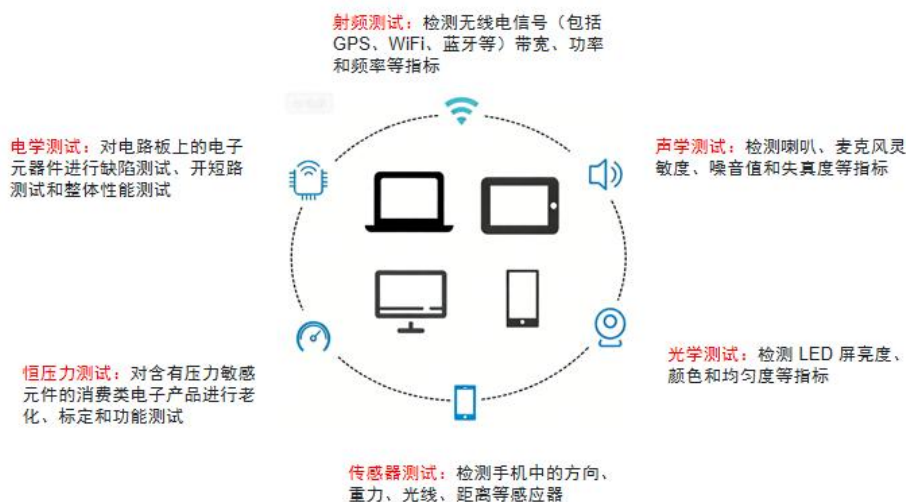 射频测试：检测无线电信号（包括
GPS、WiFi、蓝牙等）带宽、功率
和频率等指标
电学测试：对电路板上的电子
元器件进行缺陷测试、开短路
测试和整体性能测试
声学测试：检测喇叭、麦克风灵
敏度、噪音值和失真度等指标
恒压力测试：对含有压力敏感
元件的消费类电子产品进行老
化、标定和功能测试
光学测试：检测 LED 屏亮度、
颜色和均匀度等指标
传感器测试：检测手机中的方向、
重力、光线、距离等感应器